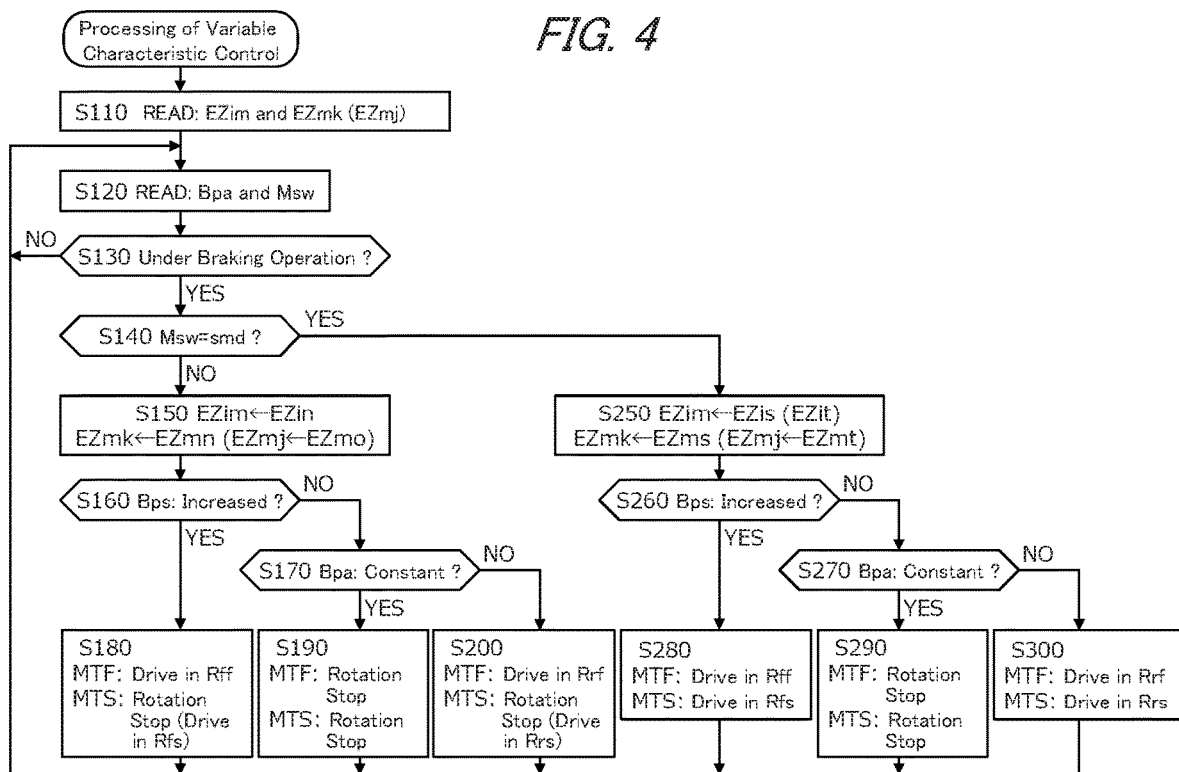 FIG. 4
Processing of Variable
Characteristic Control
S110 READ: EZim and EZmk (EZmj)
S120 READ: Bpa and Msw
NO
S130 Under Braking Operation ?
YES
S140 Msw=smd ?
YES
NO
S150 EZim←EZin
EZmk←EZmn (EZmj←EZmo)
S250 EZim←EZis (EZit)
EZmk←EZms (EZmj←EZmt)
S160 Bps: Increased ?
NO
YES
S260 Bps: Increased ?
NO
YES
S170 Bpa: Constant ?
NO
YES
S270 Bpa: Constant ?
NO
YES
S180
MTF: Drive in Rff
MTS: Rotation
Stop (Drive
in Rfs)
S190
MTF: Rotation
Stop
MTS: Rotation
Stop
S200
MTF: Drive in Rrf
MTS: Rotation
Stop (Drive
in Rrs)
S280
MTF: Drive in Rff
MTS: Drive in Rfs
S290
MTF: Rotation
Stop
MTS: Rotation
Stop
S300
MTF: Drive in Rrf
MTS: Drive in Rrs